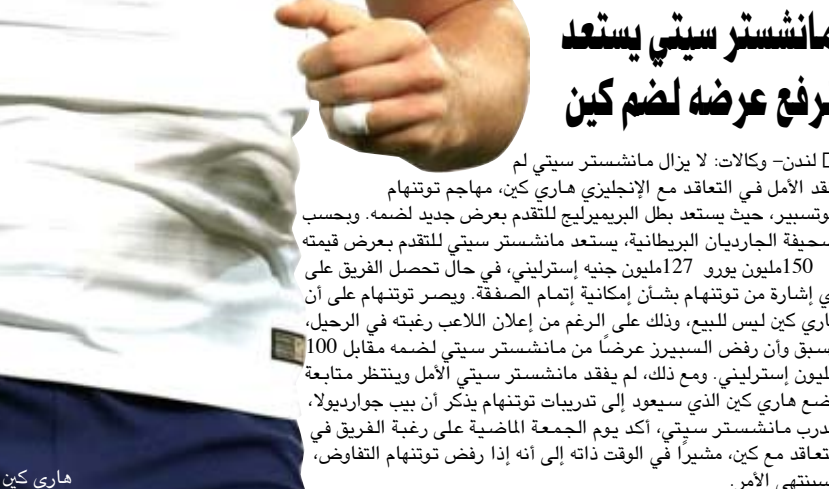 مانشستر سيتي يستعد
لرفع عرضه لضم كين
لندن– وكالات: لا يزال مانشستر سيتي لم
يفقد الأمل في التعاقد مع الإنجليزي هاري كين، مهاجم توتنهام
هوتسبير، حيث يستعد بطل البريميرليج للتقدم بعرض جديد لضمه. وبحسب
صحيفة الجارديان البريطانية، يستعد مانشستر سيتي للتقدم بعرض قيمته
150مليون يورو 127مليون جنيه إسترليني، في حال تحصل الفريق على
أي إشارة من توتنهام بشأن إمكانية إتمام الصفقة. ويصر توتنهام على أن
هاري كين ليس للبيع، وذلك على الرغم من إعلان اللاعب رغبته في الرحيل،
وسبق وأن رفض السبيرز عرضًا من مانشستر سيتي لضمه مقابل 100
مليون إسترليني. ومع ذلك، لم يفقد مانشستر سيتي الأمل وينتظر متابعة
وضع هاري كين الذي سيعود إلى تدريبات توتنهام يذكر أن بيب جوارديولا،
مدرب مانشستر سيتي، أكد يوم الجمعة الماضية على رغبة الفريق في
التعاقد مع كين، مشيرًا في الوقت ذاته إلى أنه إذا رفض توتنهام التفاوض،
سينتهي الأمر.
هاري كين